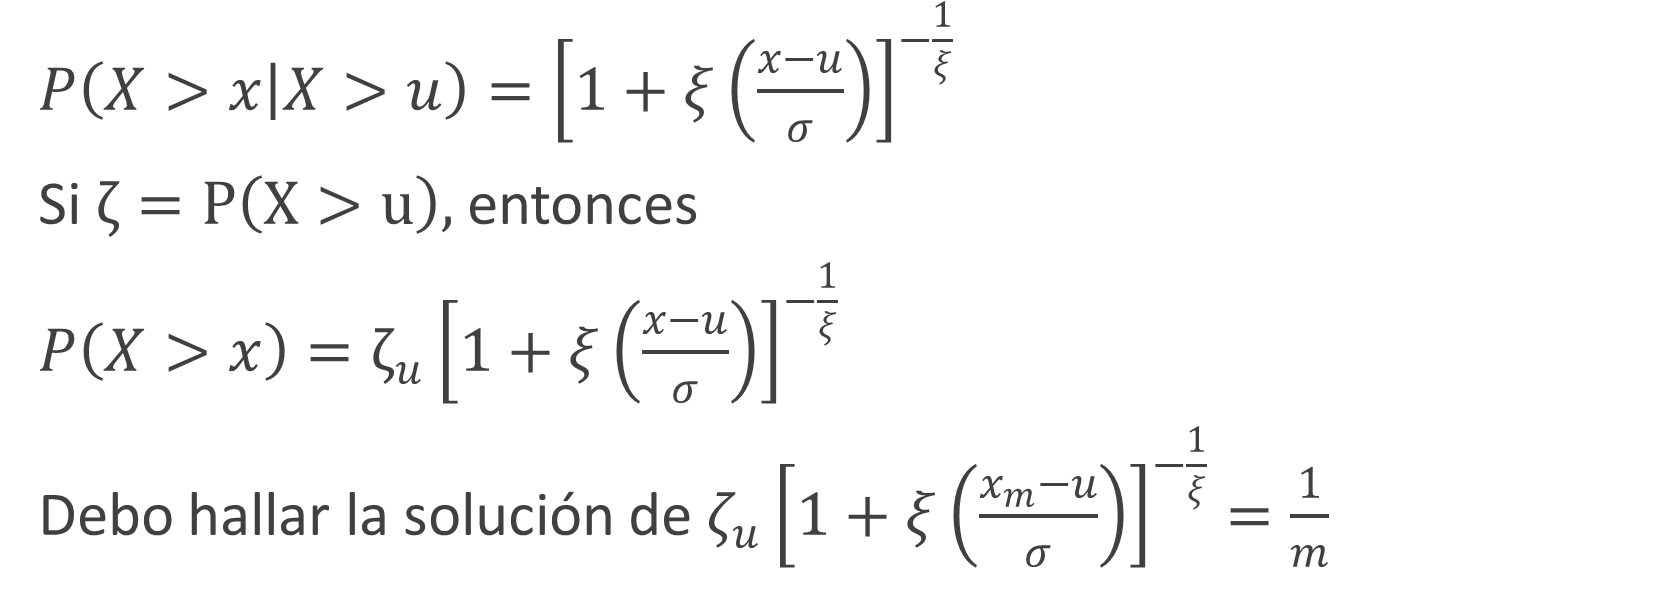 P(X > x|X > u) = [1 + ξ ((x−u)/σ)]^(−1/ξ)
Si ζ = P(X > u), entonces
P(X > x) = ζ_u [1 + ξ ((x−u)/σ)]^(−1/ξ)
Debo hallar la solución de ζ_u [1 + ξ ((x_m−u)/σ)]^(−1/ξ) = 1/m